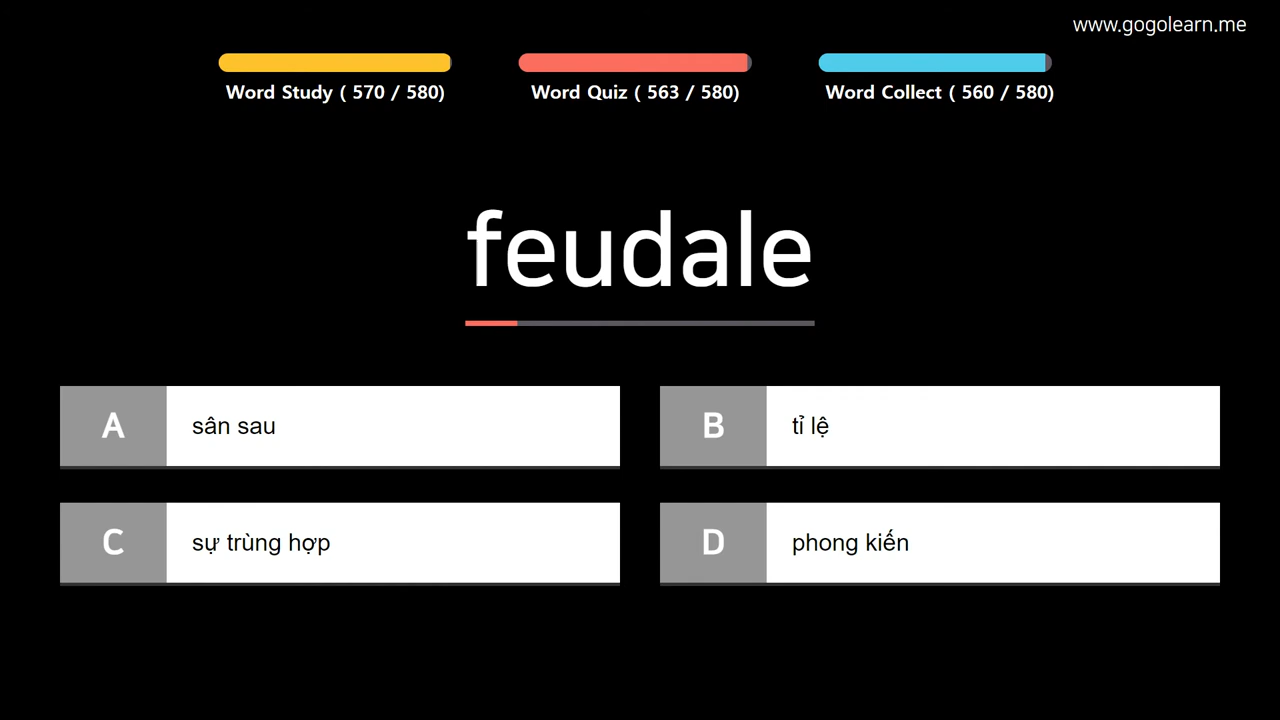 www.gogolearn.me
Word Study ( 570 / 580)
Word Quiz ( 563 / 580)
Word Collect ( 560 / 580)
feudale
A
sân sau
B
tỉ lệ
C
sự trùng hợp
D
phong kiến